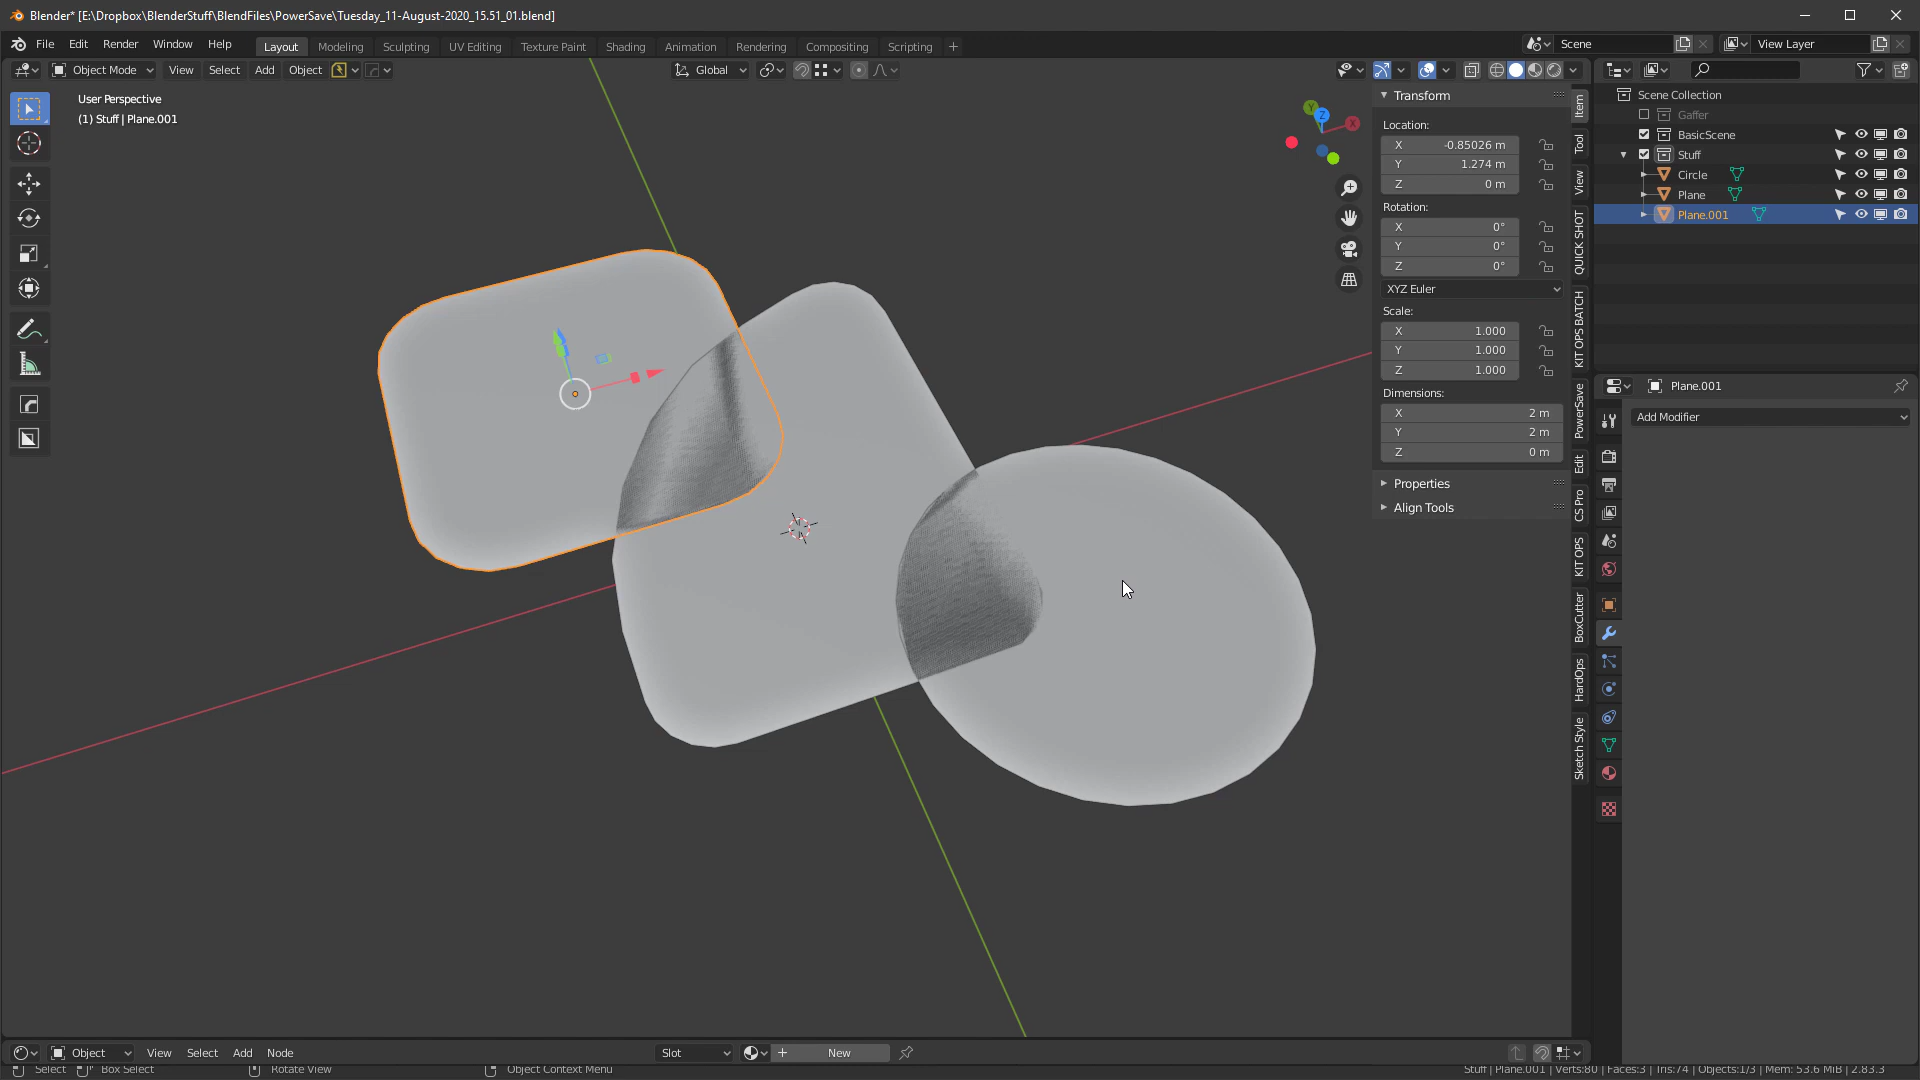 Blender* [E:\Dropbox\BlenderStuff\BlendFiles\PowerSave\Tuesday_11-August-2020_15.51_01.blend]
File Edit Render Window Help Layout Modeling Sculpting UV Editing Texture Paint Shading Animation Rendering Compositing Scripting + Scene View Layer
Object Mode View Select Add Object Global
User Perspective
(1) Stuff | Plane.001
Transform
Location:
X -0.85026 m
Y 1.274 m
Z 0 m
Rotation:
X 0°
Y 0°
Z 0°
XYZ Euler
Scale:
X 1.000
Y 1.000
Z 1.000
Dimensions:
X 2 m
Y 2 m
Z 0 m
Properties
Align Tools
Y
Z
X
Item
Tool
View
QUICK SHOT
KIT OPS BATCH
PowerSave
Edit
CS Pro
KIT OPS
BoxCutter
HardOps
Sketch Style
Scene Collection
Gaffer
BasicScene
Stuff
Circle
Plane
Plane.001
Plane.001
Add Modifier
Object View Select Add Node Slot + New
Select Box Select Rotate View Object Context Menu Stuff | Plane.001 | Verts:80 | Faces:3 | Tris:74 | Objects:1/3 | Mem: 53.6 MiB | 2.83.3